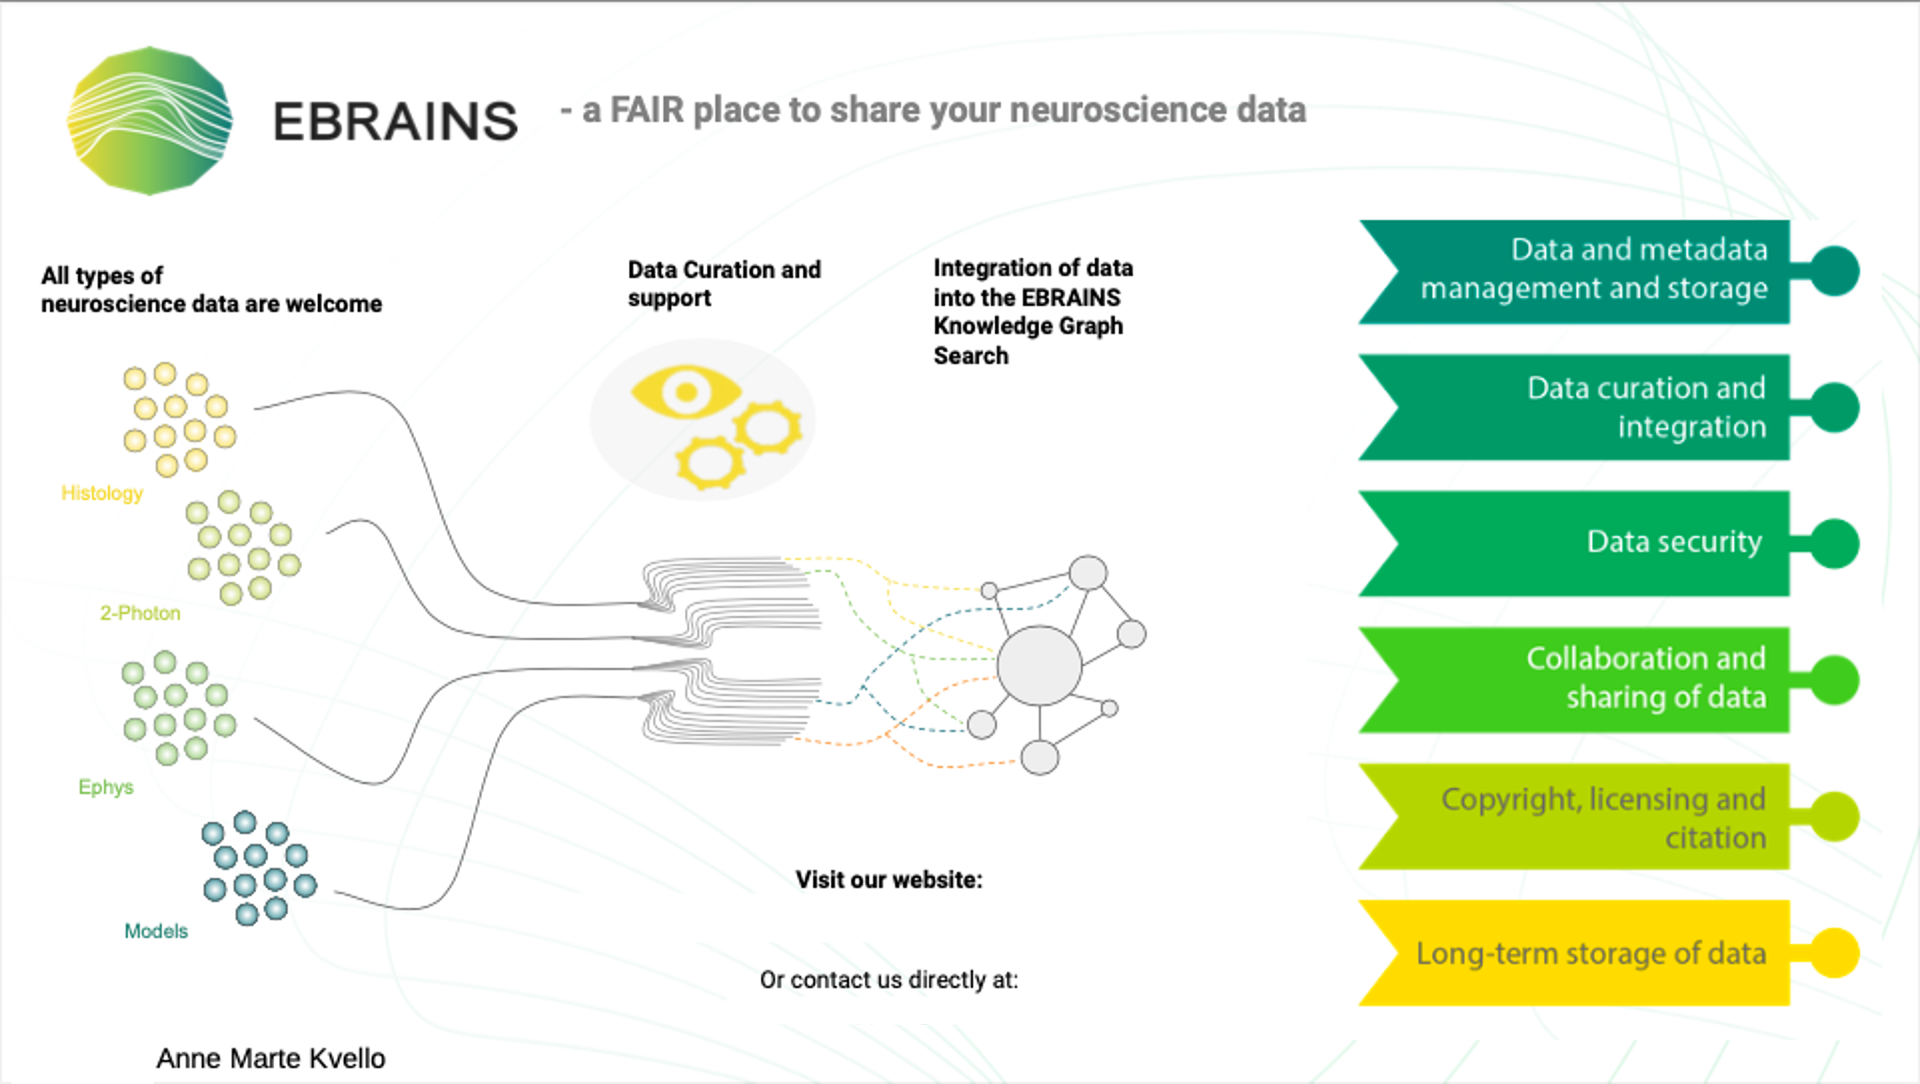 EBRAINS
- a FAIR place to share your neuroscience data
All types of
neuroscience data are welcome
Histology
2-Photon
Ephys
Models
Data Curation and
support
Integration of data
into the EBRAINS
Knowledge Graph
Search
Visit our website:
Or contact us directly at:
Anne Marte Kvello
Data and metadata
management and storage
Data curation and
integration
Data security
Collaboration and
sharing of data
Copyright, licensing and
citation
Long-term storage of data